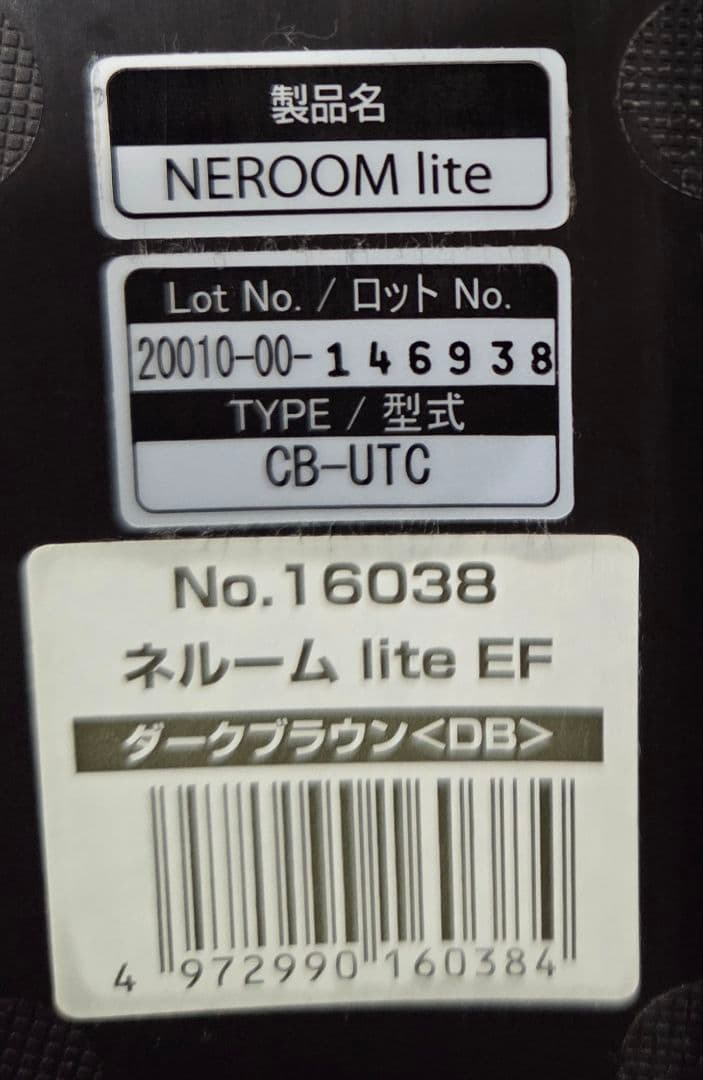 製品名
NEROOM lite
Lot No. / ロット No.
20010-00-146938
TYPE / 型式
CB-UTC
No.16038
ネルーム lite EF
ダークブラウン<DB>
4 972990 160384